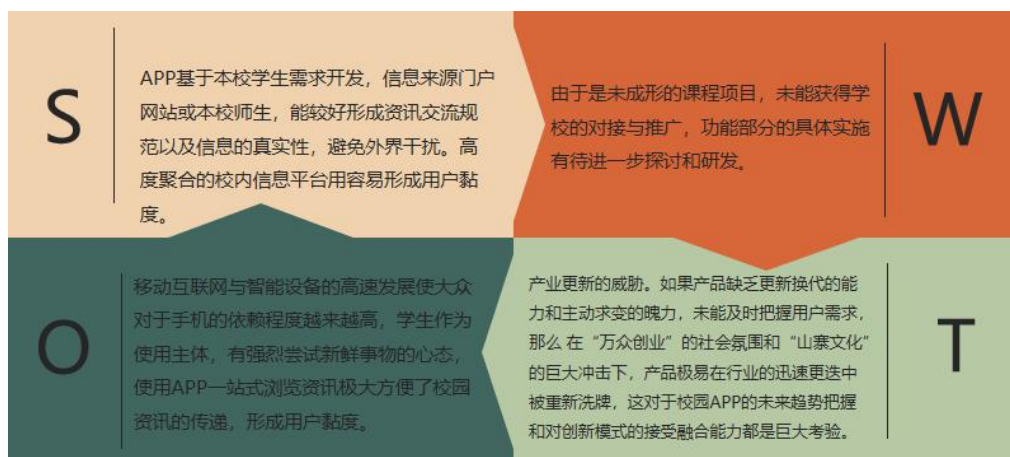 S
APP基于本校学生需求开发，信息来源门户
网站或本校师生，能较好形成资讯交流规
范以及信息的真实性，避免外界干扰。高
度聚合的校内信息平台用容易形成用户黏
度。
由于是未成形的课程项目，未能获得学
校的对接与推广，功能部分的具体实施
有待进一步探讨和研发。
W
O
移动互联网与智能设备的高速发展使大众
对于手机的依赖程度越来越高，学生作为
使用主体，有强烈尝试新鲜事物的心态，
使用APP一站式浏览资讯极大方便了校园
资讯的传递，形成用户黏度。
产业更新的威胁。如果产品缺乏更新换代的能
力和主动求变的魄力，未能及时把握用户需求，
那么 在“万众创业”的社会氛围和“山寨文化”
的巨大冲击下，产品极易在行业的迅速更迭中
被重新洗牌，这对于校园APP的未来趋势把握
和对创新模式的接受融合能力都是巨大考验。
T